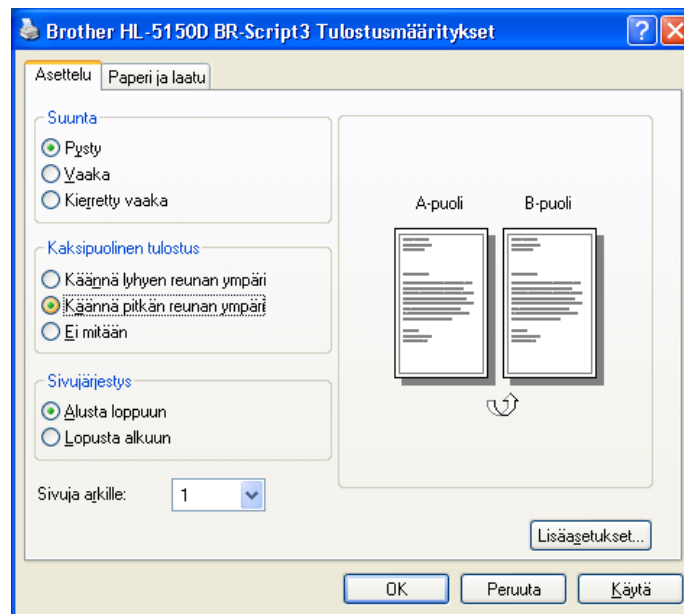 Brother HL-5150D BR-Script3 Tulostusmääritykset
Asettelu
Paperi ja laatu
Suunta
Pysty
Vaaka
Kierretty vaaka
Kaksipuolinen tulostus
Käännä lyhyen reunan ympäri
Käännä pitkän reunan ympäri
Ei mitään
Sivujärjestys
Alusta loppuun
Lopusta alkuun
Sivuja arkille:
1
A-puoli
B-puoli
Lisäasetukset...
OK
Peruuta
Käytä